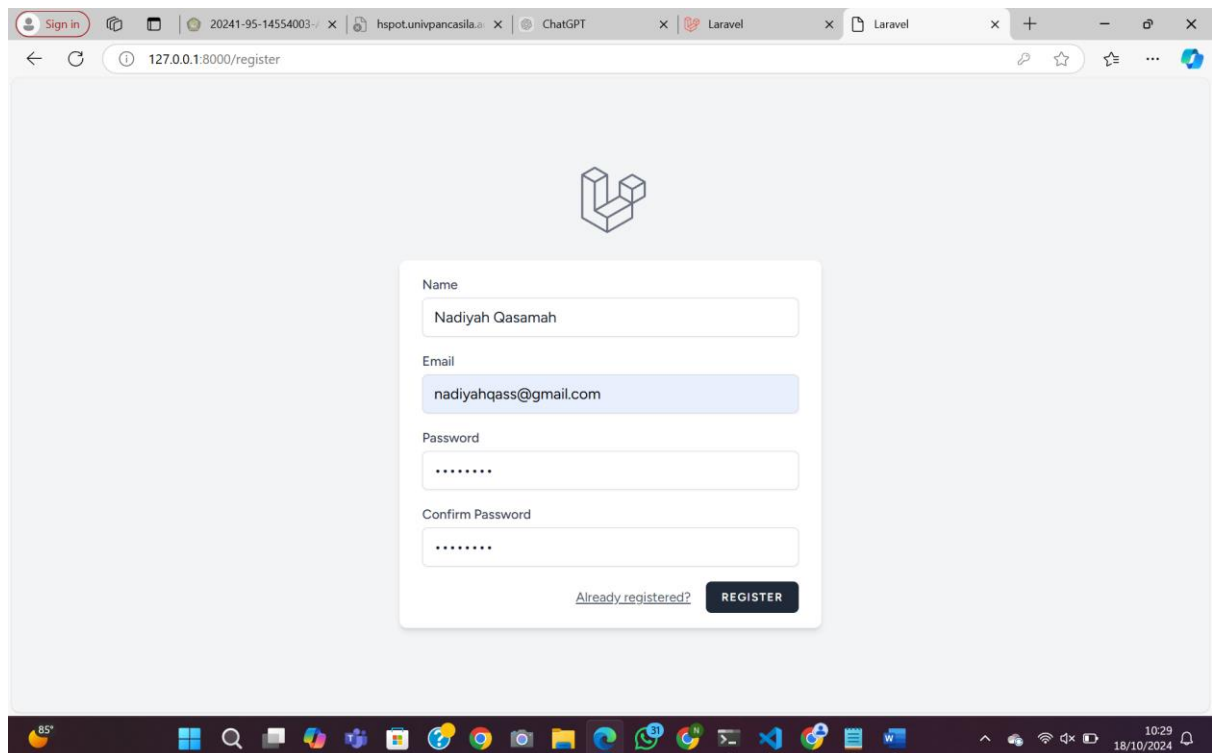 Sign in
20241-95-14554003-
hspot.univpancasila.a
ChatGPT
Laravel
Laravel
127.0.0.1:8000/register
Name
Nadiyah Qasamah
Email
nadiyahqass@gmail.com
Password
••••••••
Confirm Password
••••••••
Already registered?
REGISTER
85°
31
N
10:29
18/10/2024